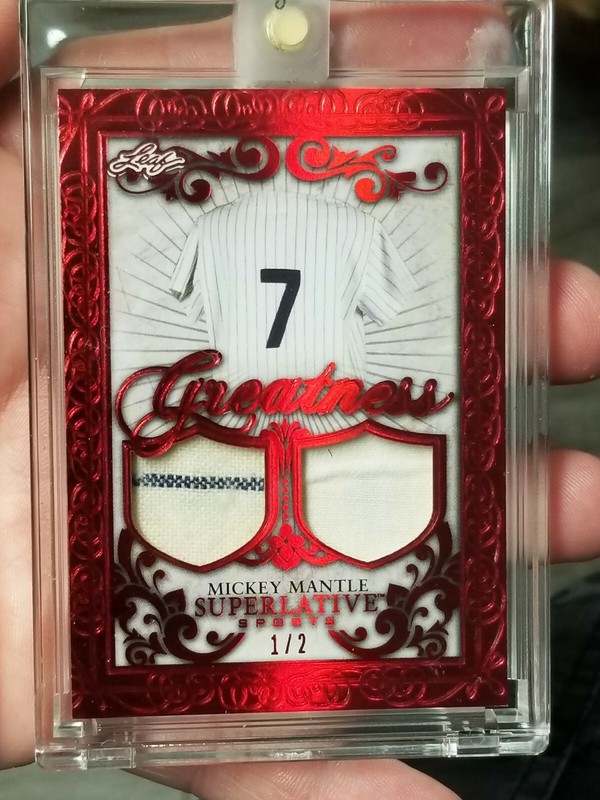 Leaf
7
Greatness
MICKEY MANTLE
SUPERLATIVE™
SPORTS
1/2